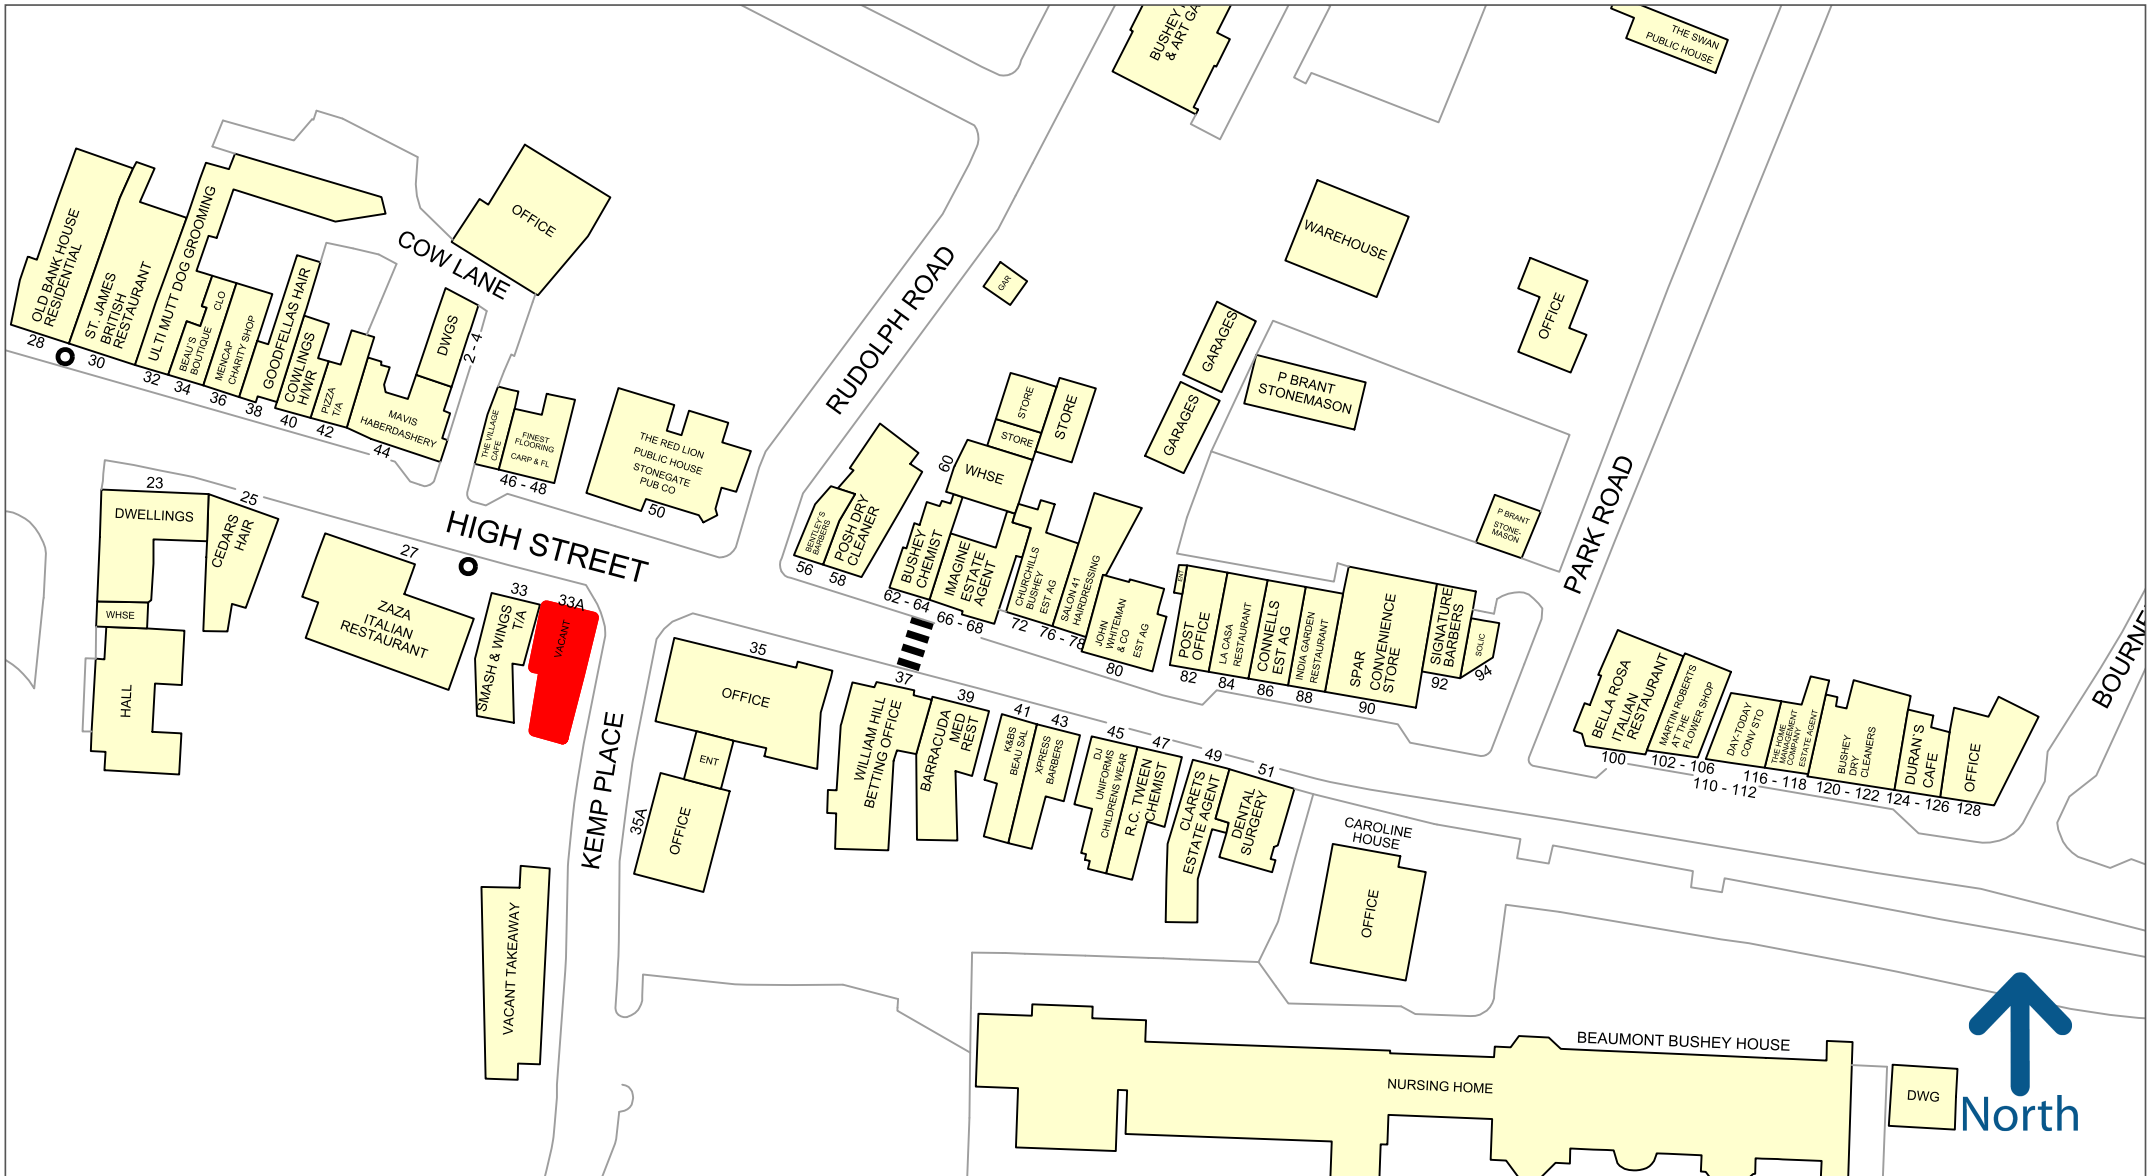 BUSHEY
& ART GA
THE SWAN
PUBLIC HOUSE
OLD BANK HOUSE
RESIDENTIAL
28
ST. JAMES
BRITISH
RESTAURANT
30
ULTI MUTT DOG GROOMING
32
BEAU'S
BOUTIQUE
34
CLO
MENCAP
CHARITY SHOP
36
GOODFELLAS HAIR
38
COWLINGS
H/WR
40
PIZZA
T/A
42
MAVIS
HABERDASHERY
44
DWGS
2 - 4
COW LANE
OFFICE
THE VILLAGE
CAFE
FINEST
FLOORING
CARP & FL
46 - 48
THE RED LION
PUBLIC HOUSE
STONEGATE
PUB CO
50
RUDOLPH ROAD
GAR
WAREHOUSE
OFFICE
GARAGES
GARAGES
P BRANT
STONEMASON
P BRANT
STONE-
MASON
PARK ROAD
STORE
STORE
STORE
WHSE
60
BENTLEY'S
BARBERS
56
POSH DRY
CLEANER
58
BUSHEY
CHEMIST
62 - 64
IMAGINE
ESTATE
AGENT
66 - 68
CHURCHILLS
BUSHEY
EST AG
72
SALON 41
HAIRDRESSING
76 - 78
JOHN
WHITEMAN
& CO
EST AG
80
ENT
POST
OFFICE
82
LA CASA
RESTAURANT
84
CONNELLS
EST AG
86
INDIA GARDEN
RESTAURANT
88
SPAR
CONVENIENCE
STORE
90
SIGNATURE
BARBERS
92
SOLIC
94
BELLA ROSA
ITALIAN
RESTAURANT
100
MARTIN ROBERTS
AT THE
FLOWER SHOP
102 - 106
DAY-TODAY
CONV STO
110 - 112
THE HOME
MANAGEMENT
COMPANY
ESTATE AGENT
116 - 118
BUSHEY
DRY
CLEANERS
120 - 122
DURAN'S
CAFE
124 - 126
OFFICE
128
BOURNE
HIGH STREET
23
DWELLINGS
25
CEDARS
HAIR
WHSE
HALL
27
ZAZA
ITALIAN
RESTAURANT
33
SMASH & WINGS
T/A
33A
VACANT
KEMP PLACE
VACANT TAKEAWAY
35
OFFICE
ENT
35A
OFFICE
37
WILLIAM HILL
BETTING OFFICE
39
BARRACUDA
MED
REST
41
K&BS
BEAU SAL
43
XPRESS
BARBERS
45
DJ
UNIFORMS
CHILDRENS WEAR
47
R.C. TWEEN
CHEMIST
49
CLARETS
ESTATE AGENT
51
DENTAL
SURGERY
CAROLINE
HOUSE
OFFICE
BEAUMONT BUSHEY HOUSE
NURSING HOME
DWG
North